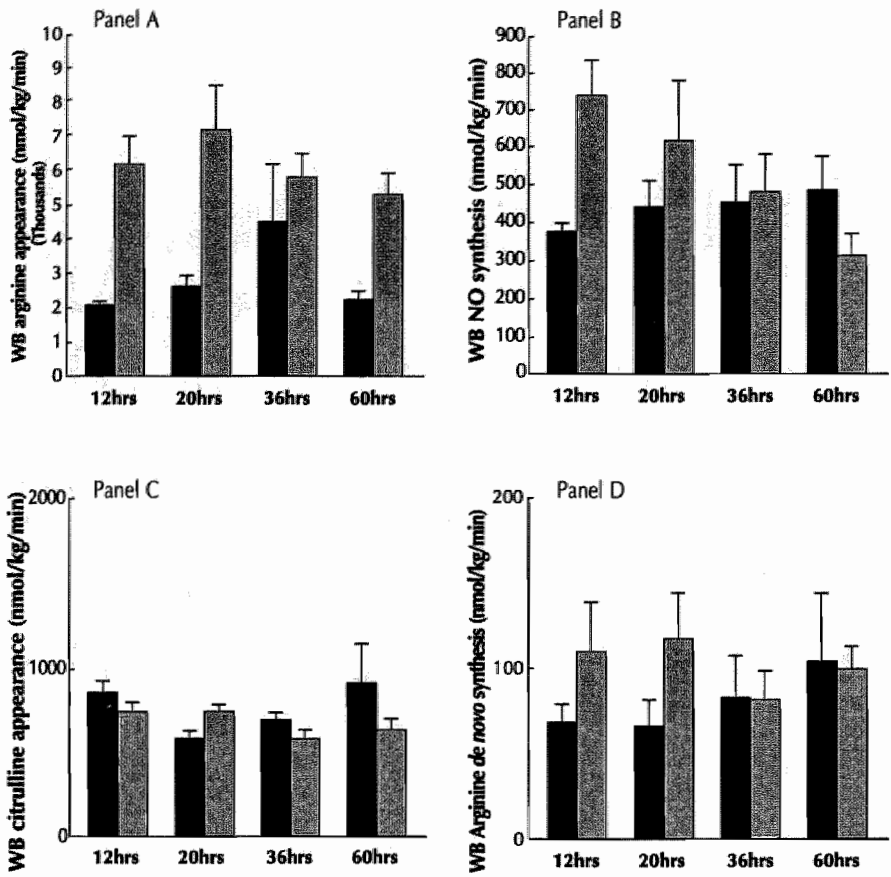 Panel A
WB arginine appearance (nmol/kg/min)
(Thousands)
10
9
8
7
6
5
4
3
2
1
0
12hrs 20hrs 36hrs 60hrs
Panel B
WB NO synthesis (nmol/kg/min)
900
800
700
600
500
400
300
200
100
0
12hrs 20hrs 36hrs 60hrs
Panel C
WB citrulline appearance (nmol/kg/min)
2000
1000
0
12hrs 20hrs 36hrs 60hrs
Panel D
WB Arginine de novo synthesis (nmol/kg/min)
200
100
0
12hrs 20hrs 36hrs 60hrs